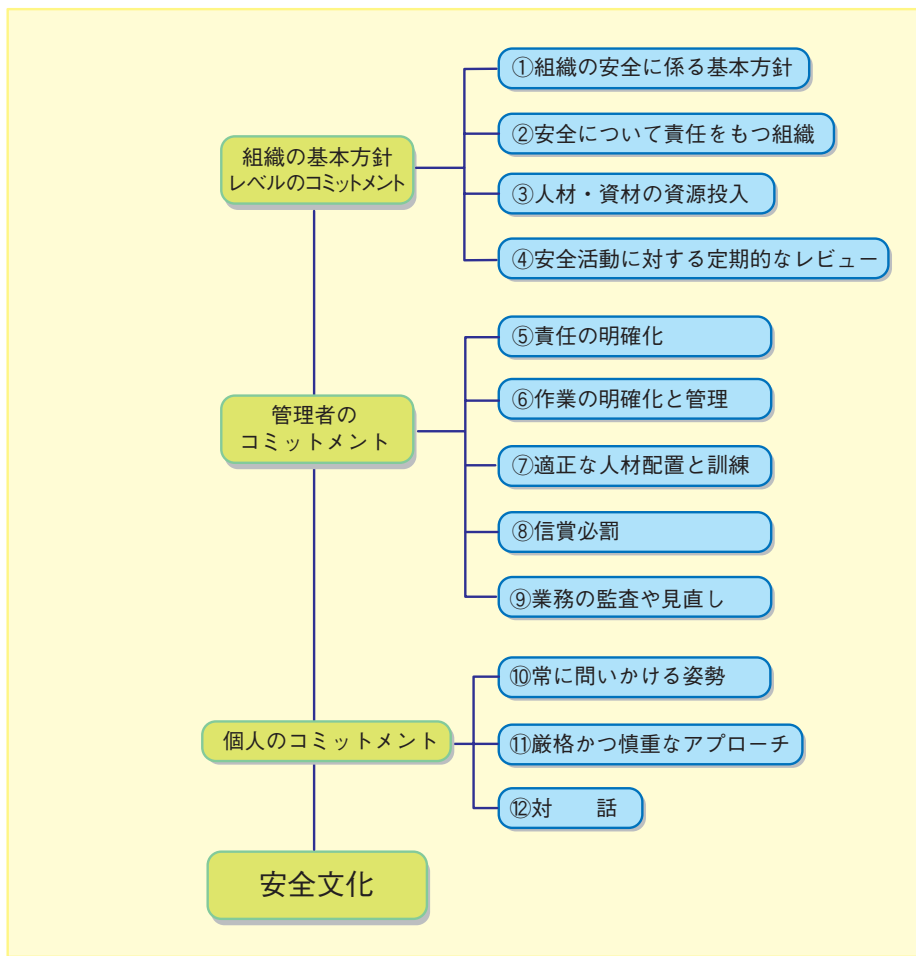 組織の基本方針
レベルのコミットメント
①組織の安全に係る基本方針
②安全について責任をもつ組織
③人材・資材の資源投入
④安全活動に対する定期的なレビュー
管理者の
コミットメント
⑤責任の明確化
⑥作業の明確化と管理
⑦適正な人材配置と訓練
⑧信賞必罰
⑨業務の監査や見直し
個人のコミットメント
⑩常に問いかける姿勢
⑪厳格かつ慎重なアプローチ
⑫対　　話
安全文化